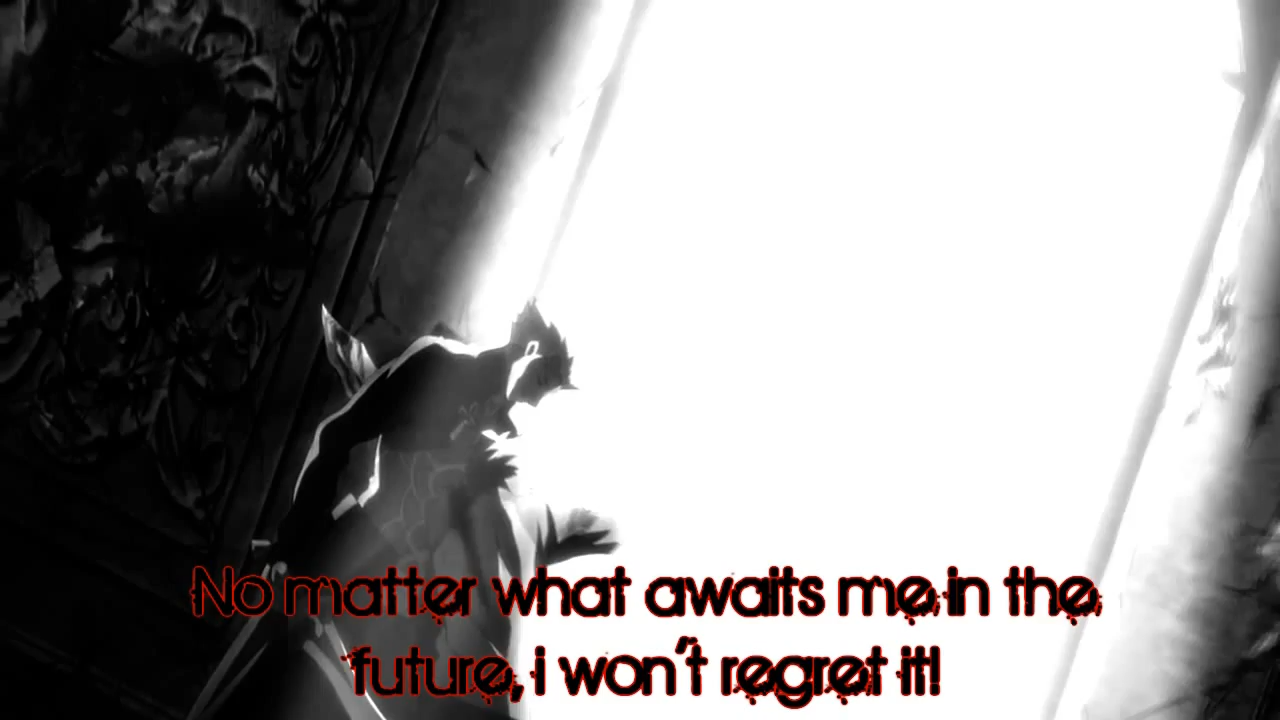 No matter what awaits me in the
future, i won't regret it!